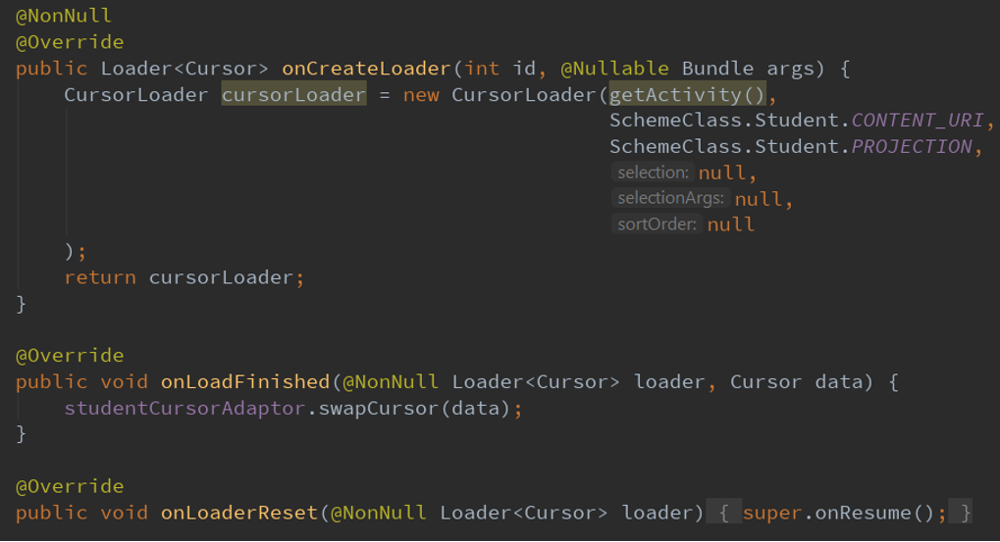 @NonNull
@Override
public Loader<Cursor> onCreateLoader(int id, @Nullable Bundle args) {
CursorLoader cursorLoader = new CursorLoader(getActivity(),
SchemeClass.Student.CONTENT_URI,
SchemeClass.Student.PROJECTION,
selection: null,
selectionArgs: null,
sortOrder: null
);
return cursorLoader;
}
@Override
public void onLoadFinished(@NonNull Loader<Cursor> loader, Cursor data) {
studentCursorAdaptor.swapCursor(data);
}
@Override
public void onLoaderReset(@NonNull Loader<Cursor> loader) { super.onResume(); }